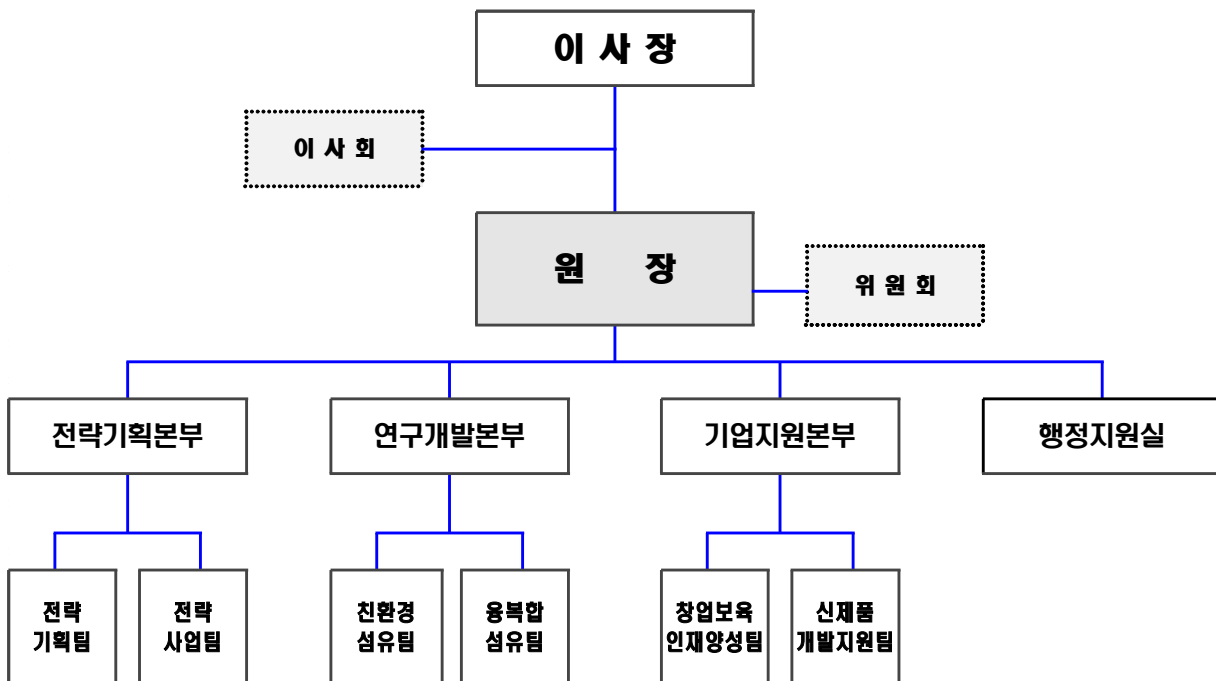 이 사 장
이 사 회
원 장
위 원 회
전략기획본부
연구개발본부
기업지원본부
행정지원실
전략
기획팀
전략
사업팀
친환경
섬유팀
융복합
섬유팀
창업보육
인재양성팀
신제품
개발지원팀